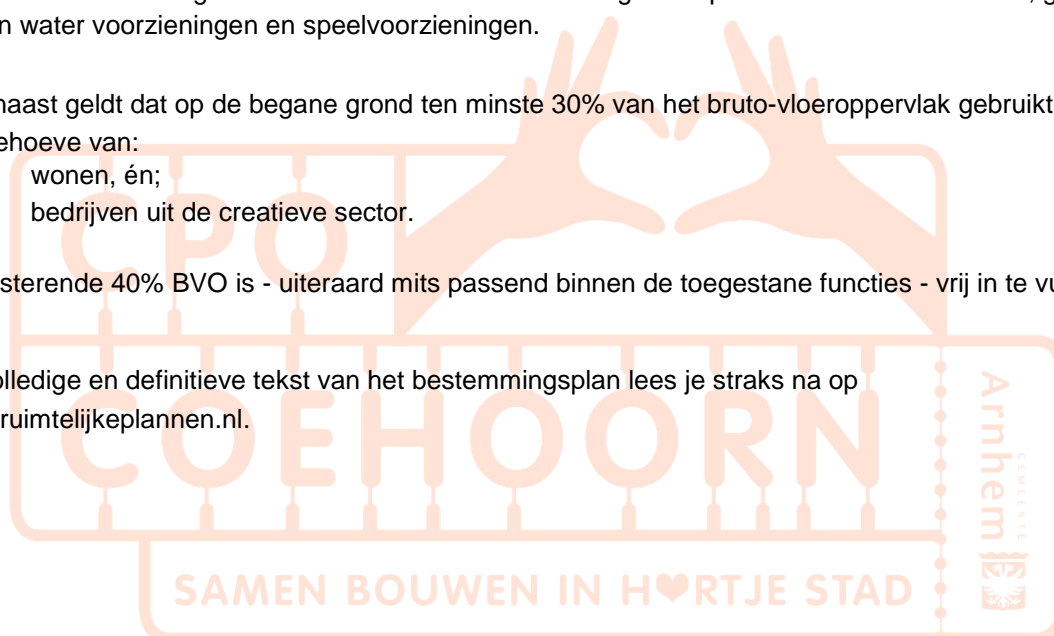 n water voorzieningen en speelvoorzieningen.
naast geldt dat op de begane grond ten minste 30% van het bruto-vloeroppervlak gebruikt
ehoeve van:
wonen, én;
bedrijven uit de creatieve sector.
sterende 40% BVO is - uiteraard mits passend binnen de toegestane functies - vrij in te vu
olledige en definitieve tekst van het bestemmingsplan lees je straks na op
ruimtelijkeplannen.nl.
CPO
COEHOORN
SAMEN BOUWEN IN H♥RTJE STAD
GEMEENTE
Arnhem